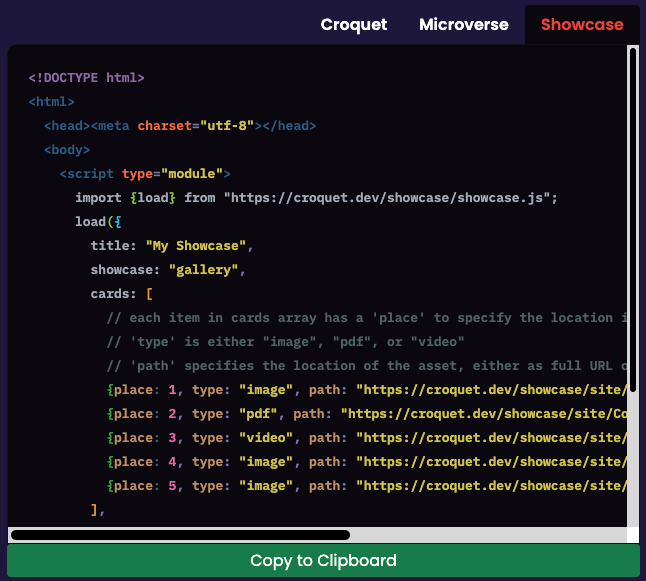 Croquet Microverse Showcase
<!DOCTYPE html>
<html>
<head><meta charset="utf-8"></head>
<body>
<script type="module">
import {load} from "https://croquet.dev/showcase/showcase.js";
load({
title: "My Showcase",
showcase: "gallery",
cards: [
// each item in cards array has a 'place' to specify the location
// 'type' is either "image", "pdf", or "video"
// 'path' specifies the location of the asset, either as full URL
{place: 1, type: "image", path: "https://croquet.dev/showcase/site/
{place: 2, type: "pdf", path: "https://croquet.dev/showcase/site/Co
{place: 3, type: "video", path: "https://croquet.dev/showcase/site/
{place: 4, type: "image", path: "https://croquet.dev/showcase/site/
{place: 5, type: "image", path: "https://croquet.dev/showcase/site/
],
Copy to Clipboard